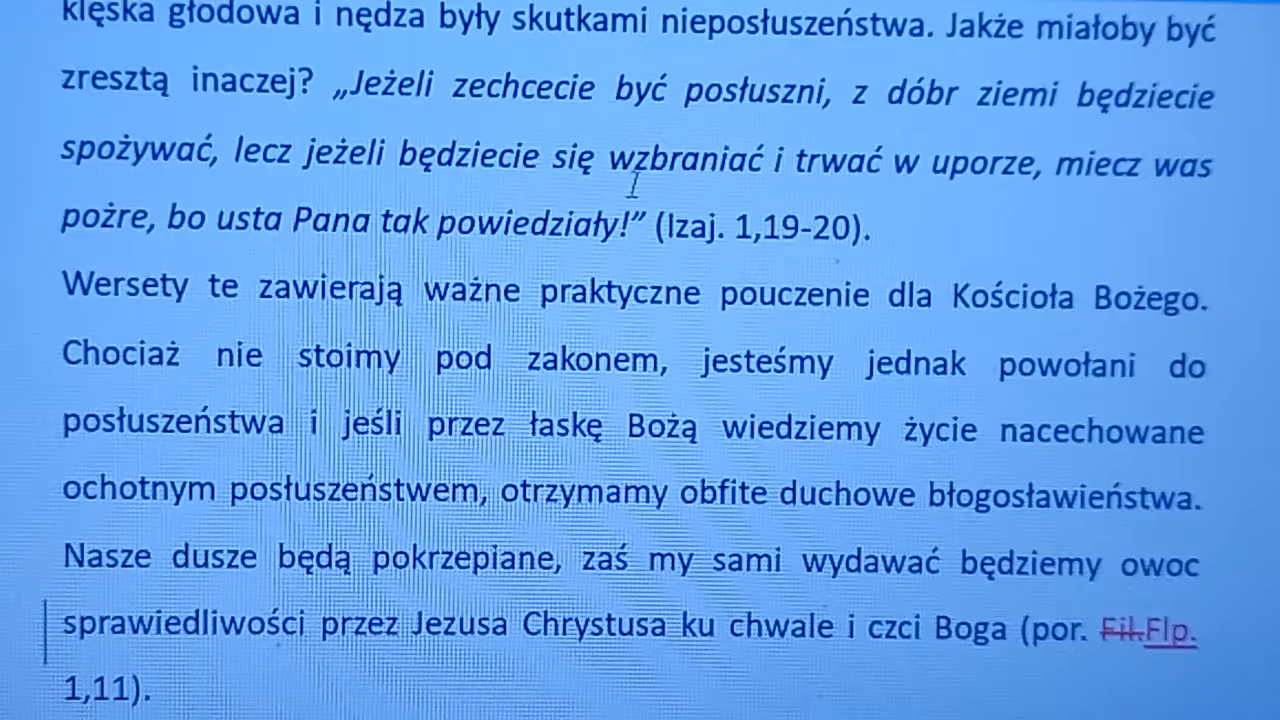 klęska głodowa i nędza były skutkami nieposłuszeństwa. Jakże miałoby być
zresztą inaczej? „Jeżeli zechcecie być posłuszni, z dóbr ziemi będziecie
spożywać, lecz jeżeli będziecie się wzbraniać i trwać w uporze, miecz was
pożre, bo usta Pana tak powiedziały!” (Izaj. 1,19-20).
Wersety te zawierają ważne praktyczne pouczenie dla Kościoła Bożego.
Chociaż nie stoimy pod zakonem, jesteśmy jednak powołani do
posłuszeństwa i jeśli przez łaskę Bożą wiedziemy życie nacechowane
ochotnym posłuszeństwem, otrzymamy obfite duchowe błogosławieństwa.
Nasze dusze będą pokrzepiane, zaś my sami wydawać będziemy owoc
sprawiedliwości przez Jezusa Chrystusa ku chwale i czci Boga (por. Fil.Flp.
1,11).